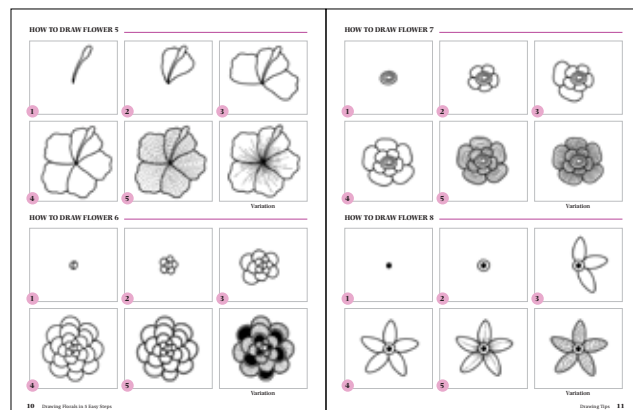 HOW TO DRAW FLOWER 5
1
2
3
4
5
Variation
HOW TO DRAW FLOWER 6
1
2
3
4
5
Variation
10 Drawing Florals in 5 Easy Steps
HOW TO DRAW FLOWER 7
1
2
3
4
5
Variation
HOW TO DRAW FLOWER 8
1
2
3
4
5
Variation
Drawing Tips 11